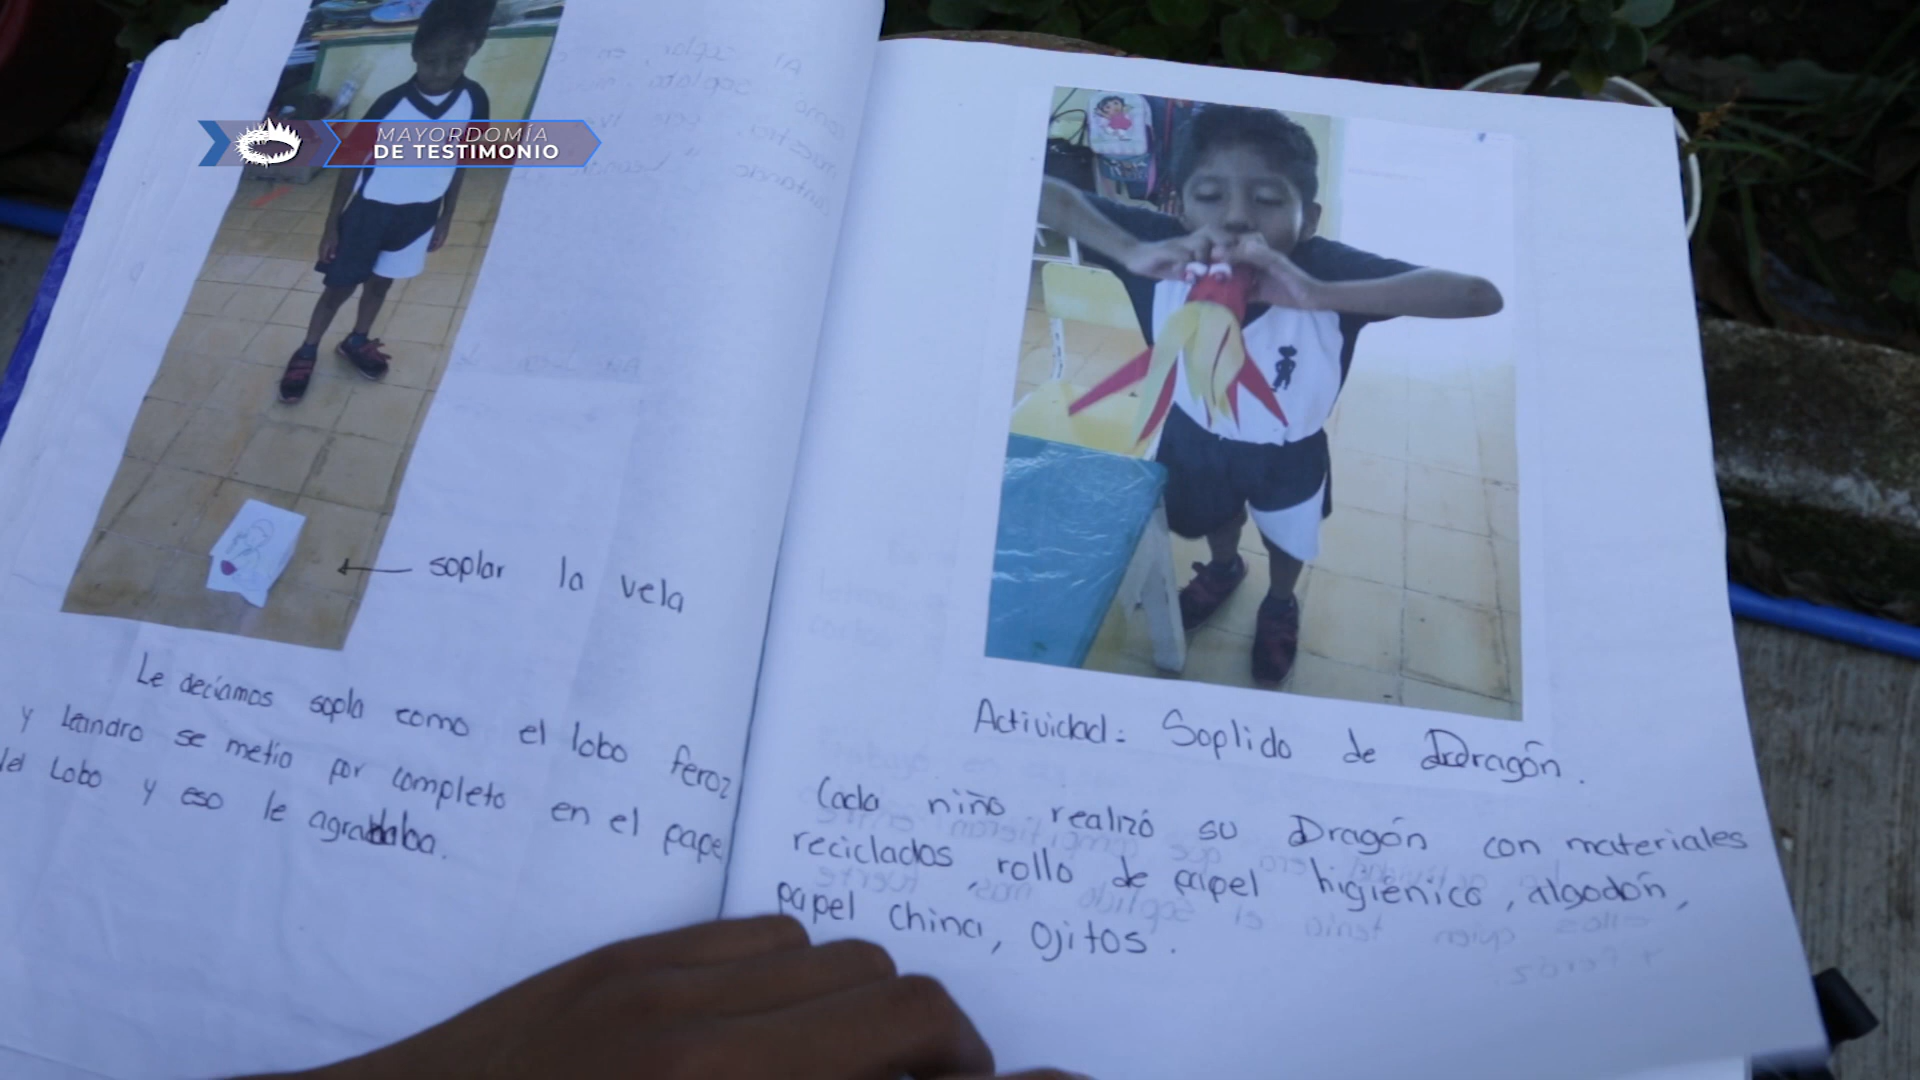 MAYORDOMÍA
DE TESTIMONIO
soplar la vela
Le decíamos sopla como el lobo feroz
y Leandro se metio por completo en el pape
del Lobo y eso le agradaba.
Actividad: Soplido de Dragón.
Cada niño realizó su Dragón con materiales
reciclados, rollo de papel higiénico, algodón,
papel china, ojitos.